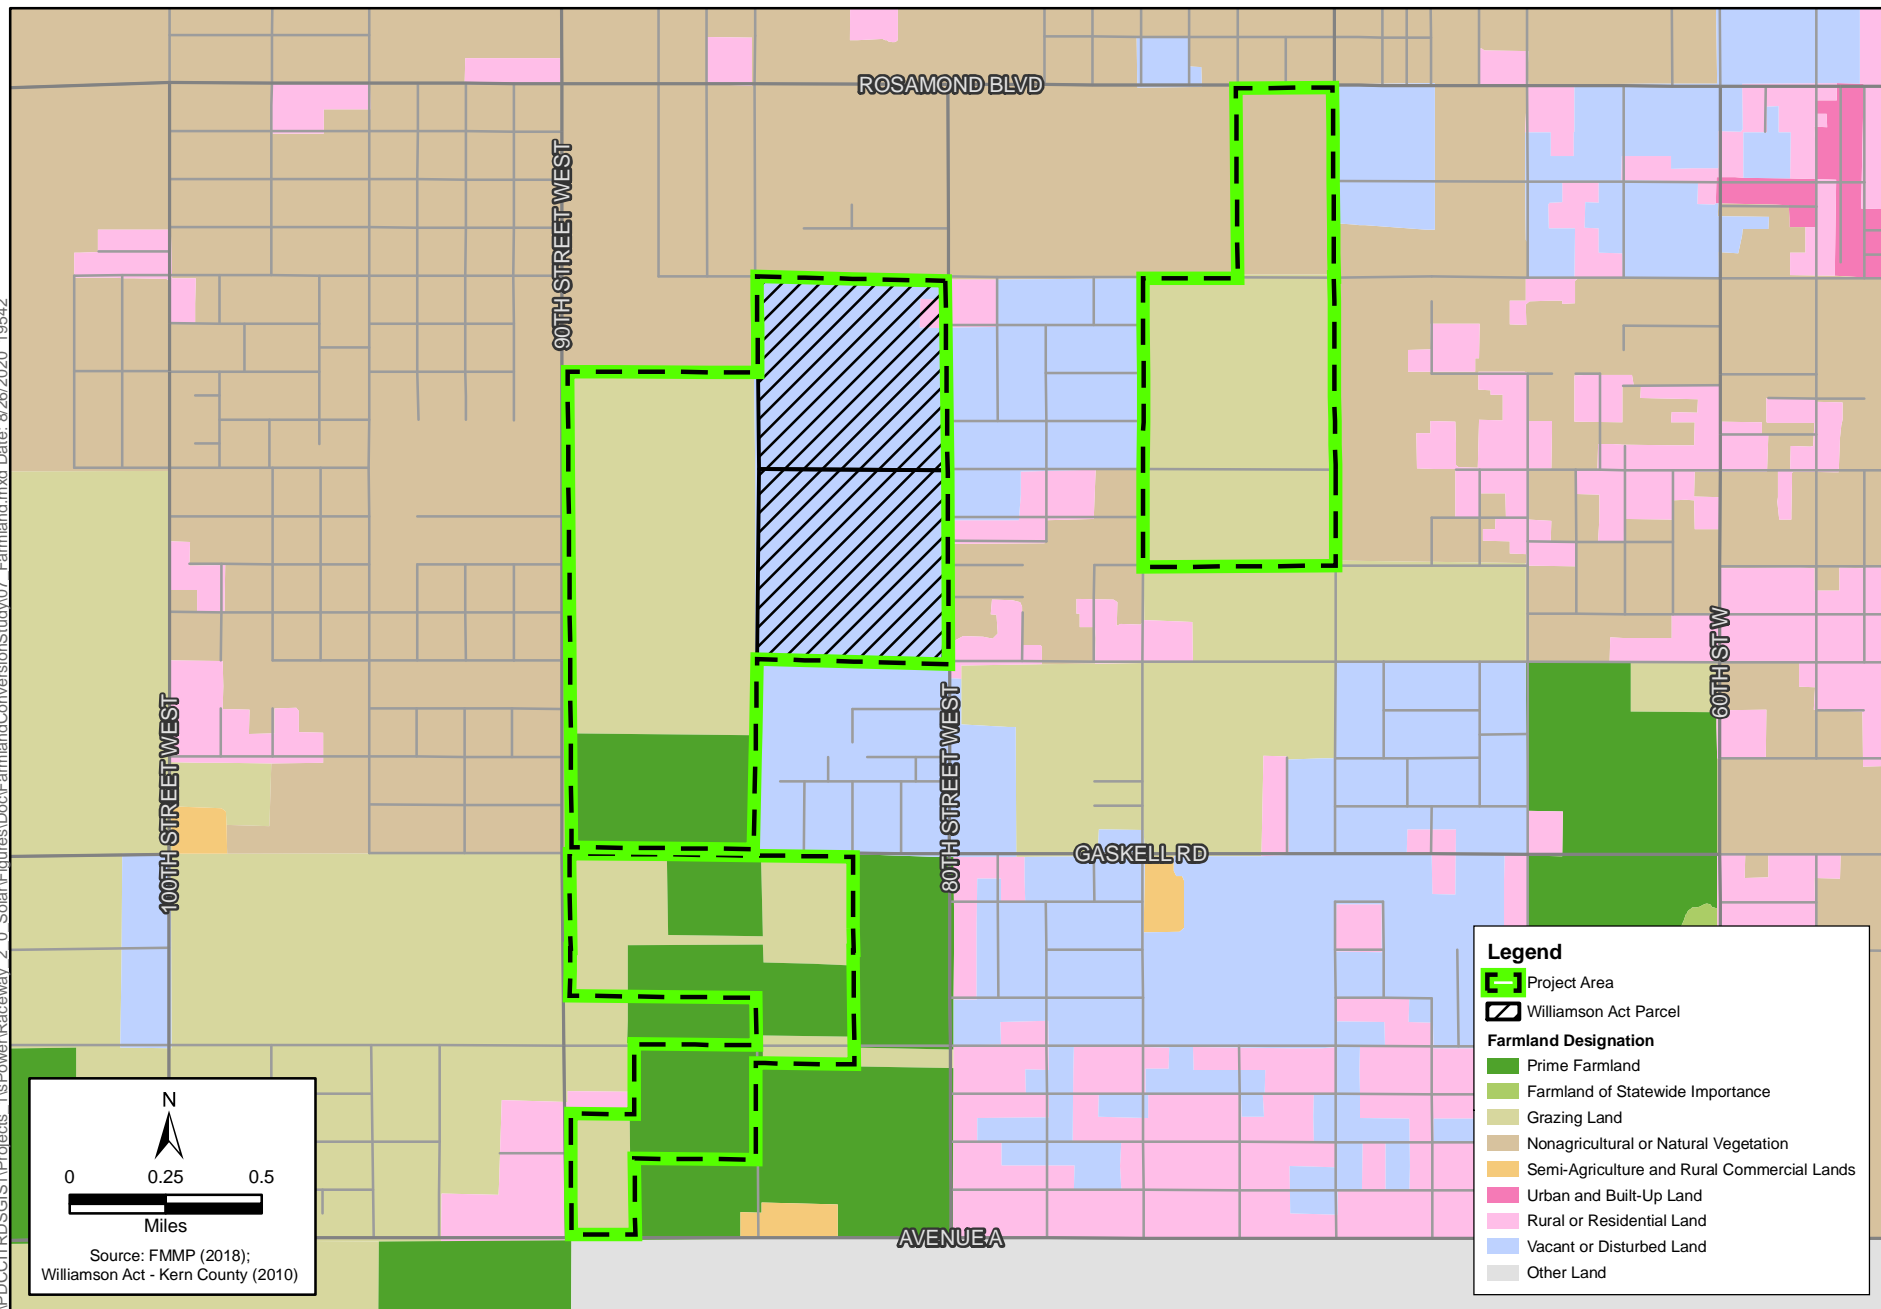 ROSAMOND BLVD
90TH STREET WEST
60TH ST W
100TH STREET WEST
80TH STREET WEST
GASKELL RD
AVENUE A
N
0 0.25 0.5
Miles
Source: FMMP (2018);
Williamson Act - Kern County (2010)
Legend
Project Area
Williamson Act Parcel
Farmland Designation
Prime Farmland
Farmland of Statewide Importance
Grazing Land
Nonagricultural or Natural Vegetation
Semi-Agriculture and Rural Commercial Lands
Urban and Built-Up Land
Rural or Residential Land
Vacant or Disturbed Land
Other Land